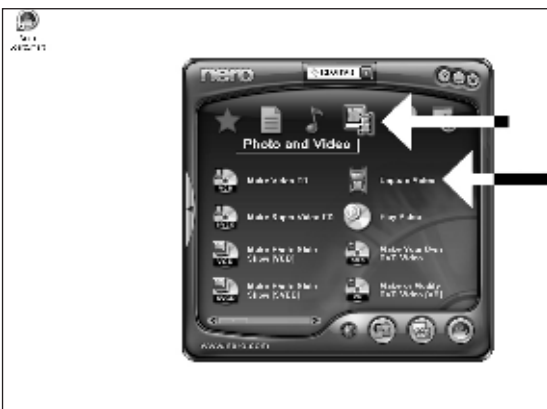 nero
CD/DVD
Photo and Video
Make Video CD
Capture Video
Make Super Video CD
Play Video
Make Photo Slide
Show (VCD)
Make Your Own
DVD-Video
Make Photo Slide
Show (SVCD)
Make or Modify
DVD-Video (VR)
www.nero.com